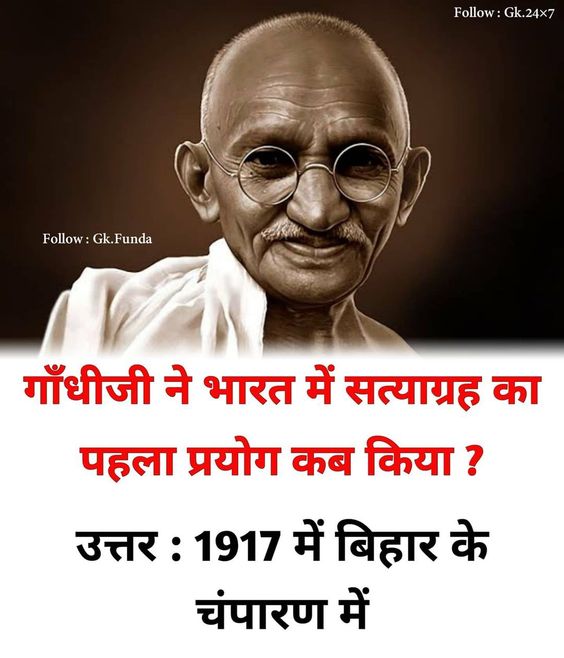 Follow : Gk.24×7
Follow : Gk.Funda
गाँधीजी ने भारत में सत्याग्रह का
पहला प्रयोग कब किया ?
उत्तर : 1917 में बिहार के
चंपारण में